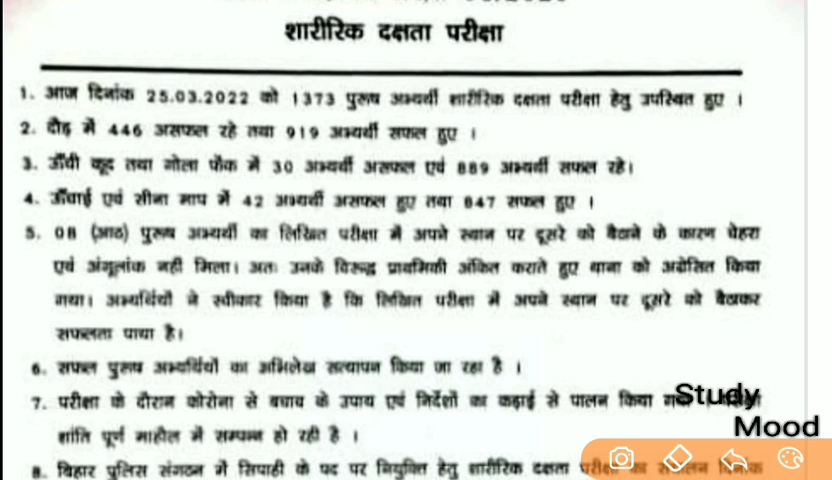 शारीरिक दक्षता परीक्षा
1. आज दिनांक 25.03.2022 को 1373 पुरुष अभ्यर्थी शारीरिक दक्षता परीक्षा हेतु उपस्थित हुए ।
2. दौड़ में 446 असफल रहे तथा 919 अभ्यर्थी सफल हुए ।
3. ऊँची कूद तथा गोला फेंक में 30 अभ्यर्थी असफल एवं 889 अभ्यर्थी सफल रहे।
4. ऊँचाई एवं सीना माप में 42 अभ्यर्थी असफल हुए तथा 847 सफल हुए ।
5. 08 (आठ) पुरुष अभ्यर्थी का लिखित परीक्षा में अपने स्थान पर दूसरे को बैठाने के कारण चेहरा
एवं अंगूलांक नही मिला। अतः उनके विरूद्ध प्राथमिकी अंकित कराते हुए थाना को अग्रेसित किया
गया। अभ्यर्थियों ने स्वीकार किया है कि लिखित परीक्षा में अपने स्थान पर दूसरे को बैठाकर
सफलता पाया है।
6. सफल पुरुष अभ्यर्थियों का अभिलेख सत्यापन किया जा रहा है ।
7. परीक्षा के दौरान कोरोना से बचाव के उपाय एवं निर्देशों का कड़ाई से पालन किया
Study
शांति पूर्ण माहौल में सम्पन्न हो रही है ।
Mood
8. बिहार पुलिस संगठन में सिपाही के पद पर नियुक्ति हेतु शारीरिक दक्षता परीक्षा का संचालन दिनांक